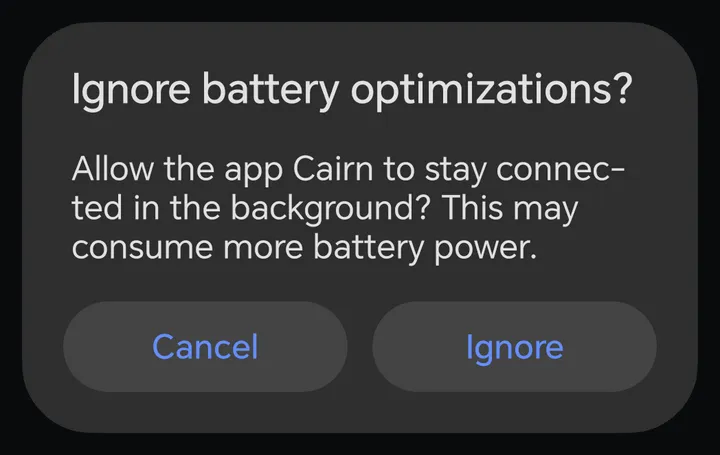 Ignore battery optimizations?
Allow the app Cairn to stay connec-
ted in the background? This may
consume more battery power.
Cancel
Ignore